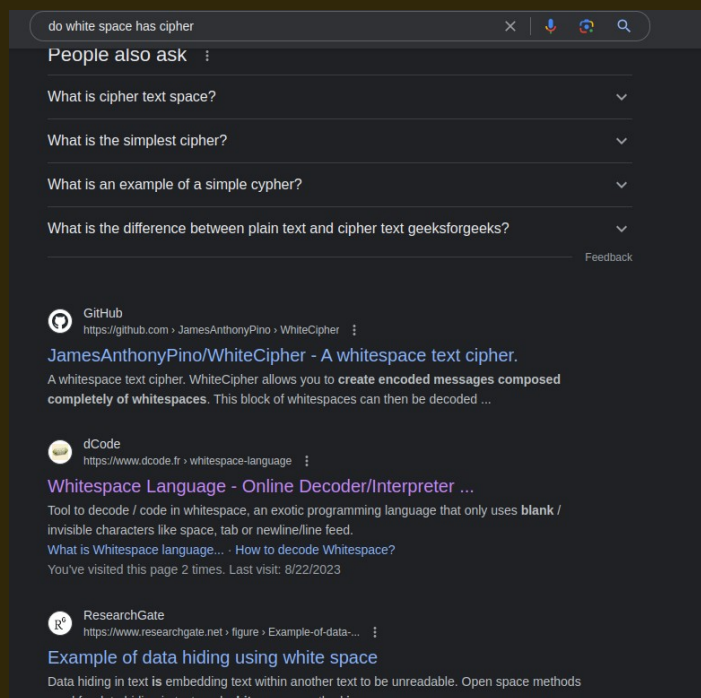 do white space has cipher
People also ask
What is cipher text space?
What is the simplest cipher?
What is an example of a simple cypher?
What is the difference between plain text and cipher text geeksforgeeks?
Feedback
GitHub
https://github.com › JamesAnthonyPino › WhiteCipher
JamesAnthonyPino/WhiteCipher - A whitespace text cipher.
A whitespace text cipher. WhiteCipher allows you to create encoded messages composed
completely of whitespaces. This block of whitespaces can then be decoded ...
dCode
https://www.dcode.fr › whitespace-language
Whitespace Language - Online Decoder/Interpreter ...
Tool to decode / code in whitespace, an exotic programming language that only uses blank /
invisible characters like space, tab or newline/line feed.
What is Whitespace language... · How to decode Whitespace?
You've visited this page 2 times. Last visit: 8/22/2023
ResearchGate
RG
https://www.researchgate.net › figure › Example-of-data-...
Example of data hiding using white space
Data hiding in text is embedding text within another text to be unreadable. Open space methods